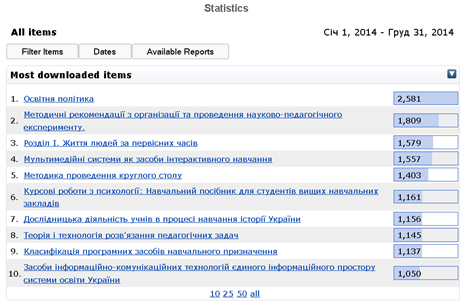 Statistics
All items
Січ 1, 2014 - Груд 31, 2014
Filter Items Dates Available Reports
Most downloaded items
1. Освітня політика 2,581
2. Методичні рекомендації з організації та проведення науково-педагогічного
експерименту. 1,809
3. Розділ І. Життя людей за первісних часів 1,579
4. Мультимедійні системи як засоби інтерактивного навчання 1,557
5. Методика проведення круглого столу 1,403
6. Курсові роботи з психології: Навчальний посібник для студентів вищих навчальних
закладів 1,161
7. Дослідницька діяльність учнів в процесі навчання історії України 1,156
8. Теорія і технологія розв'язання педагогічних задач 1,145
9. Класифікація програмних засобів навчального призначення 1,137
10. Засоби інформаційно-комунікаційних технологій єдиного інформаційного простору
системи освіти України 1,050
10 25 50 all